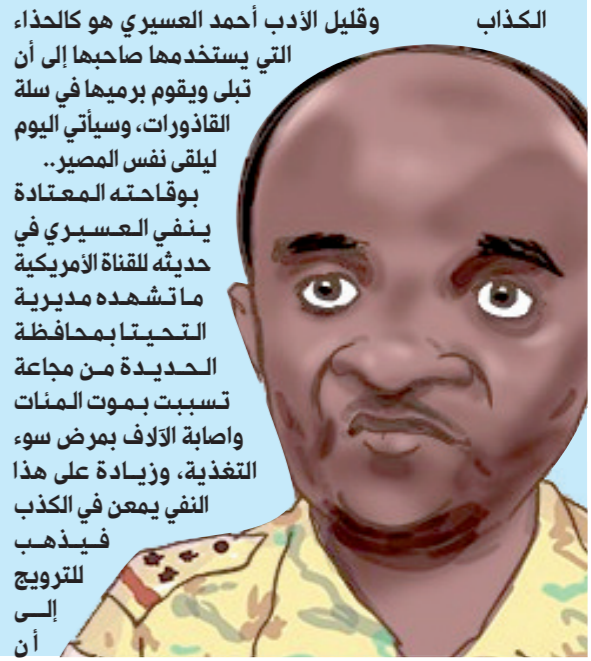 الكذاب وقليل الأدب أحمد العسيري هو كالحذاء
التي يستخدمها صاحبها إلى أن
تبلى ويقوم برميها في سلة
القاذورات، وسيأتي اليوم
ليلقى نفس المصير..
بوقاحته المعتادة
ينفي العسيري في
حديثه للقناة الأمريكية
ما تشهده مديرية
التحيتا بمحافظة
الحديدة من مجاعة
تسببت بموت المئات
واصابة الآلاف بمرض سوء
التغذية، وزيادة على هذا
النفي يمعن في الكذب
فيذهب
للترويج
إلى
أن